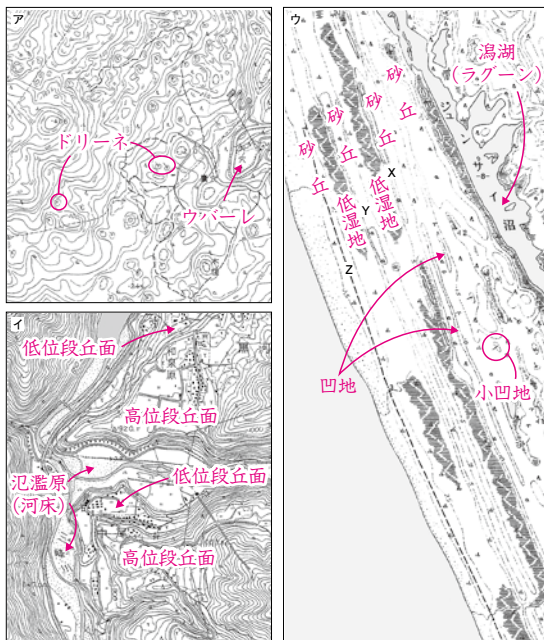 ア
ドリーネ
ウバーレ
イ
低位段丘面
高位段丘面
氾濫原
(河床)
低位段丘面
高位段丘面
ウ
潟湖
(ラグーン)
砂丘
砂丘
砂丘
低湿地
低湿地
X
Y
Z
沼
凹地
小凹地